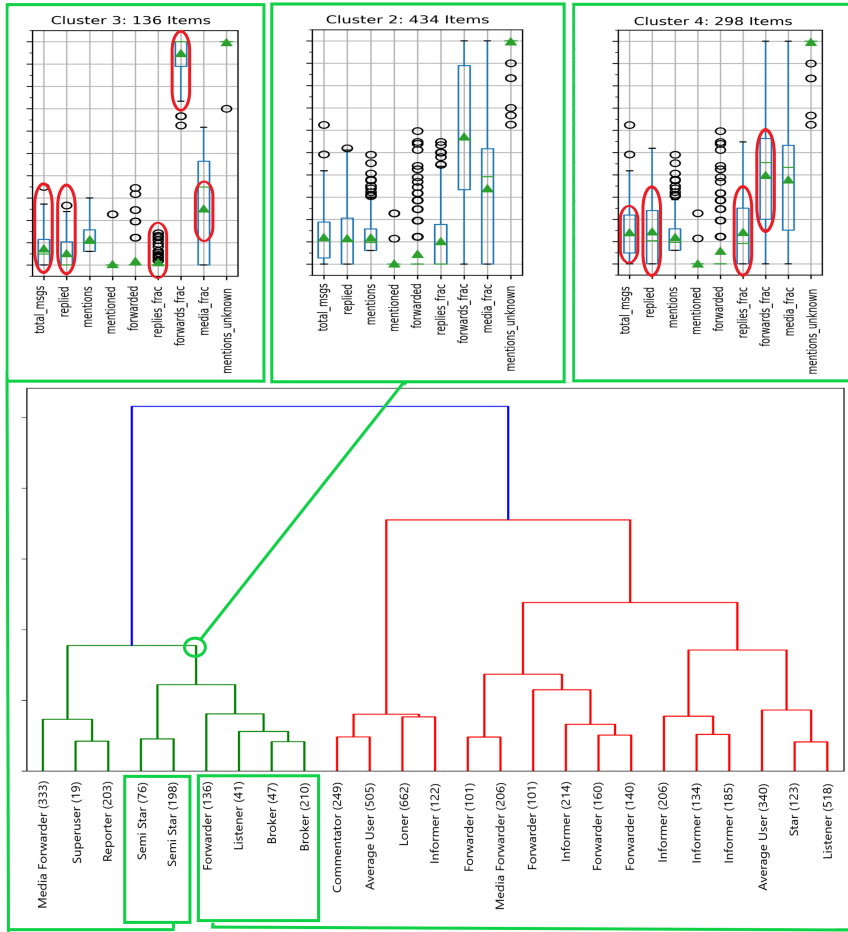 Cluster 3: 136 Items
Cluster 2: 434 Items
Cluster 4: 298 Items
total_msgs
replied
mentions
mentioned
forwarded
replies_frac
forwards_frac
media_frac
mentions_unknown
total_msgs
replied
mentions
mentioned
forwarded
replies_frac
forwards_frac
media_frac
mentions_unknown
total_msgs
replied
mentions
mentioned
forwarded
replies_frac
forwards_frac
media_frac
mentions_unknown
Media Forwarder (333)
Superuser (19)
Reporter (203)
Semi Star (76)
Semi Star (198)
Forwarder (136)
Listener (41)
Broker (47)
Broker (210)
Commentator (249)
Average User (505)
Loner (662)
Informer (122)
Forwarder (101)
Media Forwarder (206)
Forwarder (101)
Informer (214)
Forwarder (160)
Forwarder (140)
Informer (206)
Informer (134)
Informer (185)
Average User (340)
Star (123)
Listener (518)